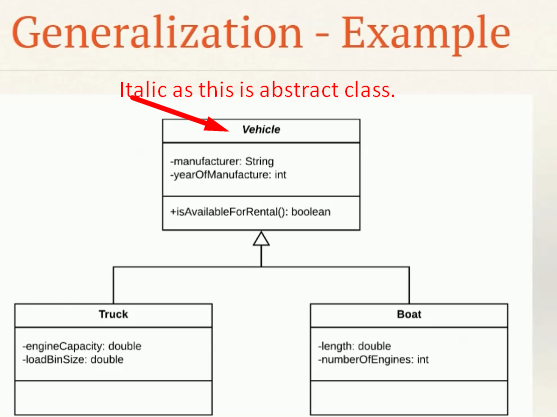 Generalization - Example
Italic as this is abstract class.
Vehicle
-manufacturer: String
-yearOfManufacture: int
+isAvailableForRental(): boolean
Truck
-engineCapacity: double
-loadBinSize: double
Boat
-length: double
-numberOfEngines: int